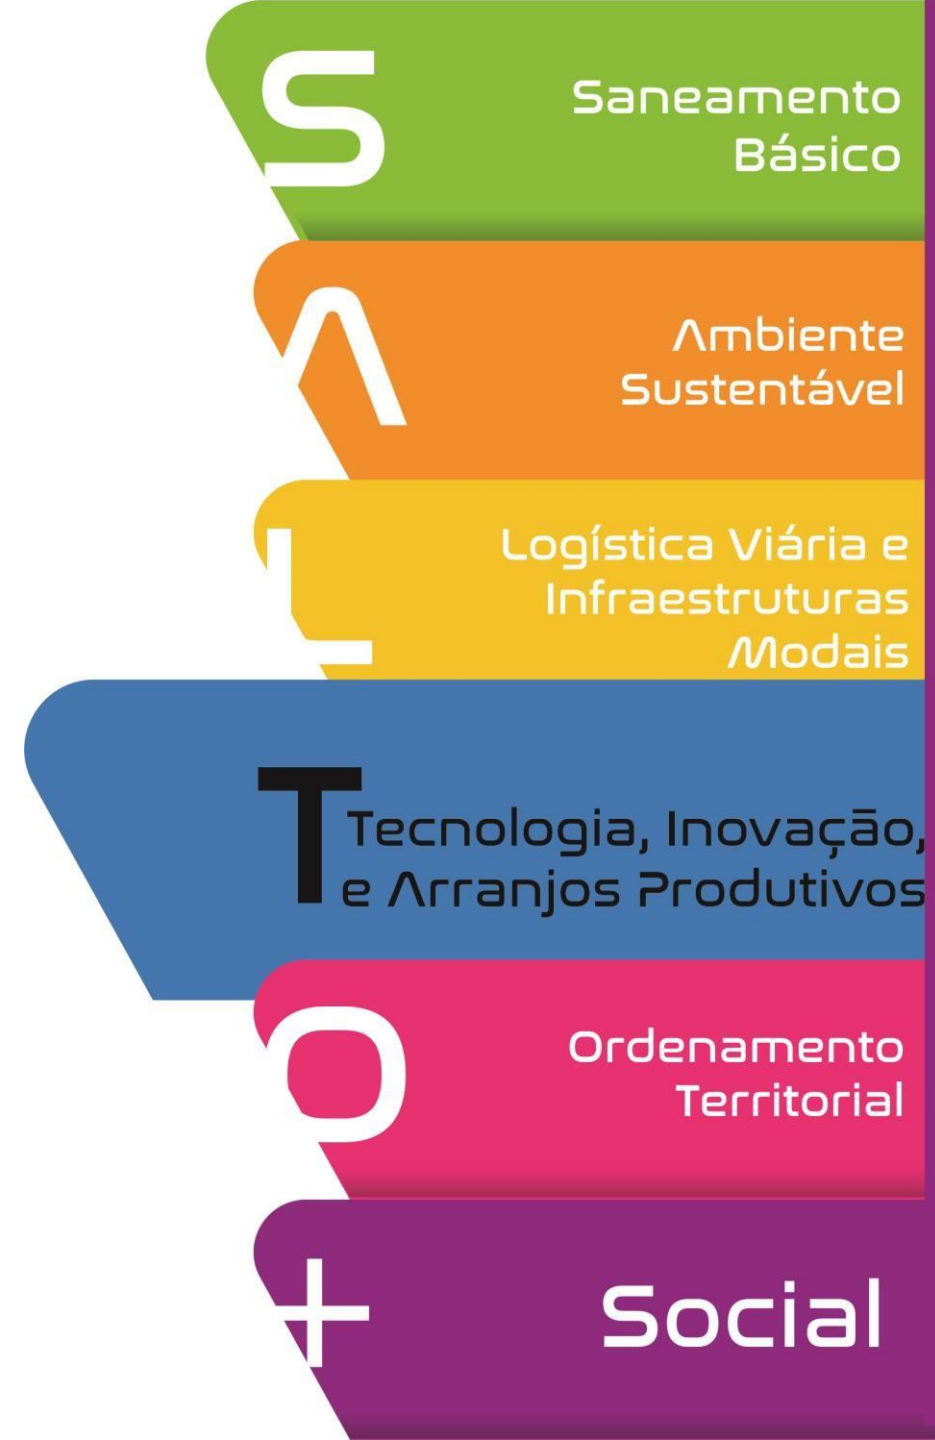 S
Saneamento
Básico
A
Ambiente
Sustentável
L
Logística Viária e
Infraestruturas
Modais
T
Tecnologia, Inovação,
e Arranjos Produtivos
O
Ordenamento
Territorial
+
Social